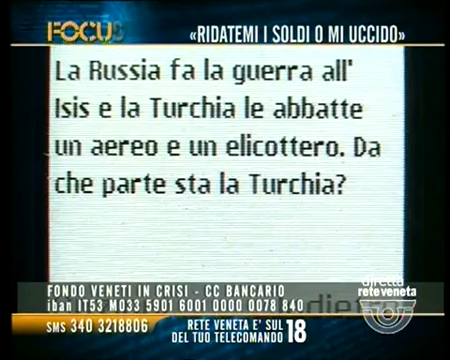 FOCUS
«RIDATEMI I SOLDI O MI UCCIDO»
La Russia fa la guerra all'
Isis e la Turchia le abbatte
un aereo e un elicottero. Da
che parte sta la Turchia?
FONDO VENETI IN CRISI - CC BANCARIO
iban IT53 M033 5901 6001 0000 0078 840
diretta
reteveneta
SMS 340 3218806
RETE VENETA E' SUL
DEL TUO TELECOMANDO
18